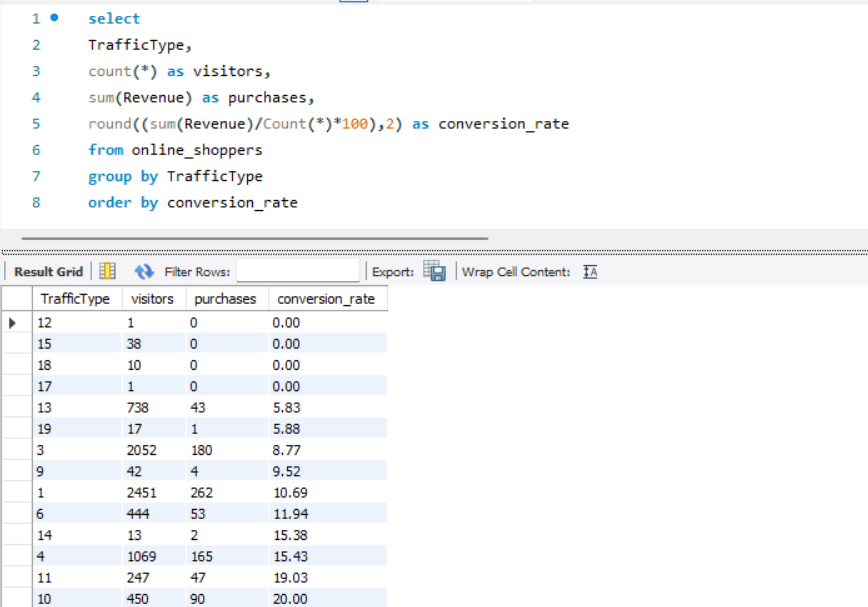 1 select
2 TrafficType,
3 count(*) as visitors,
4 sum(Revenue) as purchases,
5 round((sum(Revenue)/Count(*)*100),2) as conversion_rate
6 from online_shoppers
7 group by TrafficType
8 order by conversion_rate
Result Grid Filter Rows: Export: Wrap Cell Content: IA
TrafficType visitors purchases conversion_rate
12 1 0 0.00
15 38 0 0.00
18 10 0 0.00
17 1 0 0.00
13 738 43 5.83
19 17 1 5.88
3 2052 180 8.77
9 42 4 9.52
1 2451 262 10.69
6 444 53 11.94
14 13 2 15.38
4 1069 165 15.43
11 247 47 19.03
10 450 90 20.00